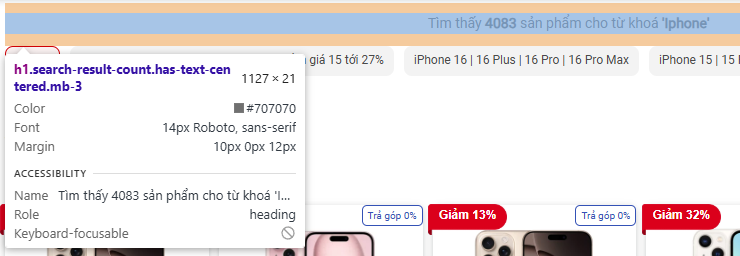 Tìm thấy 4083 sản phẩm cho từ khoá 'Iphone'
giá 15 tới 27%
iPhone 16 | 16 Plus | 16 Pro | 16 Pro Max
iPhone 15 | 15
h1.search-result-count.has-text-cen
tered.mb-3
1127 × 21
Color #707070
Font 14px Roboto, sans-serif
Margin 10px 0px 12px
ACCESSIBILITY
Name Tìm thấy 4083 sản phẩm cho từ khoá 'I...
Role heading
Keyboard-focusable
Trả góp 0%
Giảm 13%
Trả góp 0%
Giảm 32%